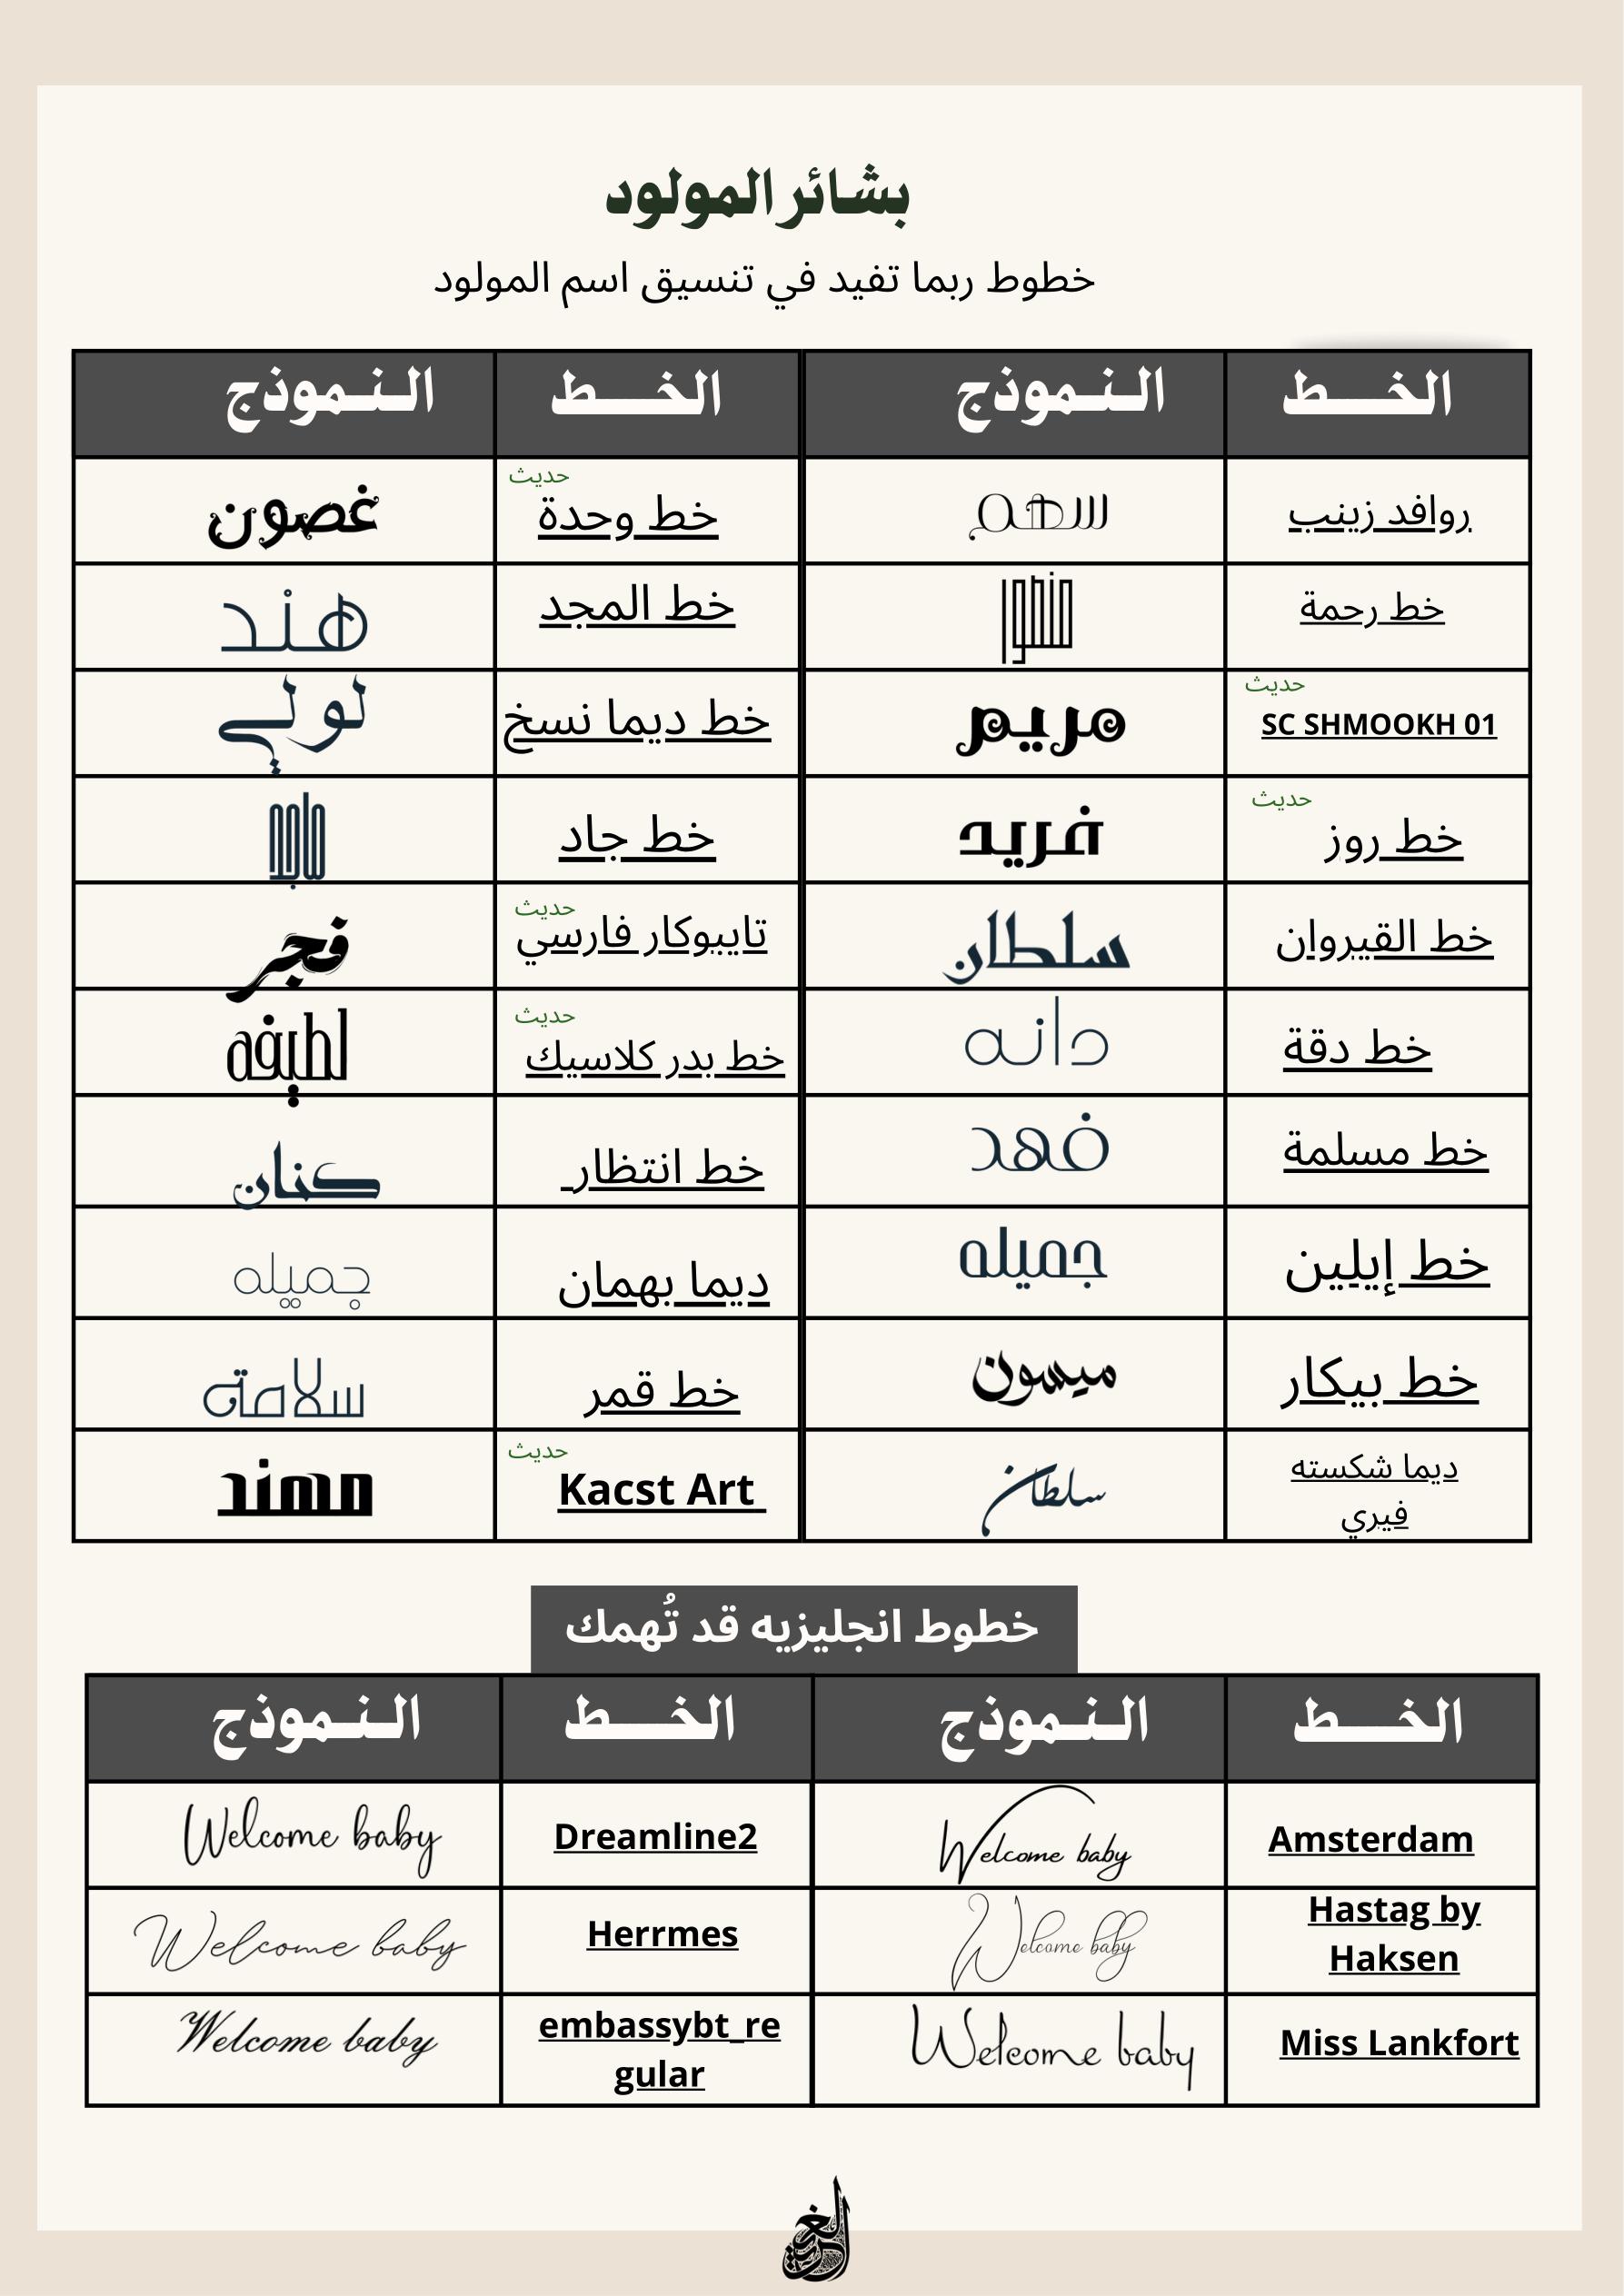 بشائر المولود
خطوط ربما تفيد في تنسيق اسم المولود
الخط النموذج الخط النموذج
روافد زينب سهم حديث خط وحدة غصون
خط رحمة خط المجد هند
حديث SC SHMOOKH 01 مريم خط ديما نسخ لولي
حديث خط روز فريد خط جاد
خط القيروان سلطان حديث تايبوكار فارسي فجر
خط دقة دانه حديث خط بدر كلاسيك لطيفه
خط مسلمة فهد خط انتظار كنان
خط إيلين جميله ديما بهمان جميله
خط بيكار ميسون خط قمر سلامة
ديما شكسته فيري سلطان حديث Kacst Art مهند
خطوط انجليزيه قد تُهمك
الخط النموذج الخط النموذج
Amsterdam Welcome baby Dreamline2 Welcome baby
Hastag by Haksen Welcome baby Herrmes Welcome baby
Miss Lankfort Welcome baby embassybt_regular Welcome baby